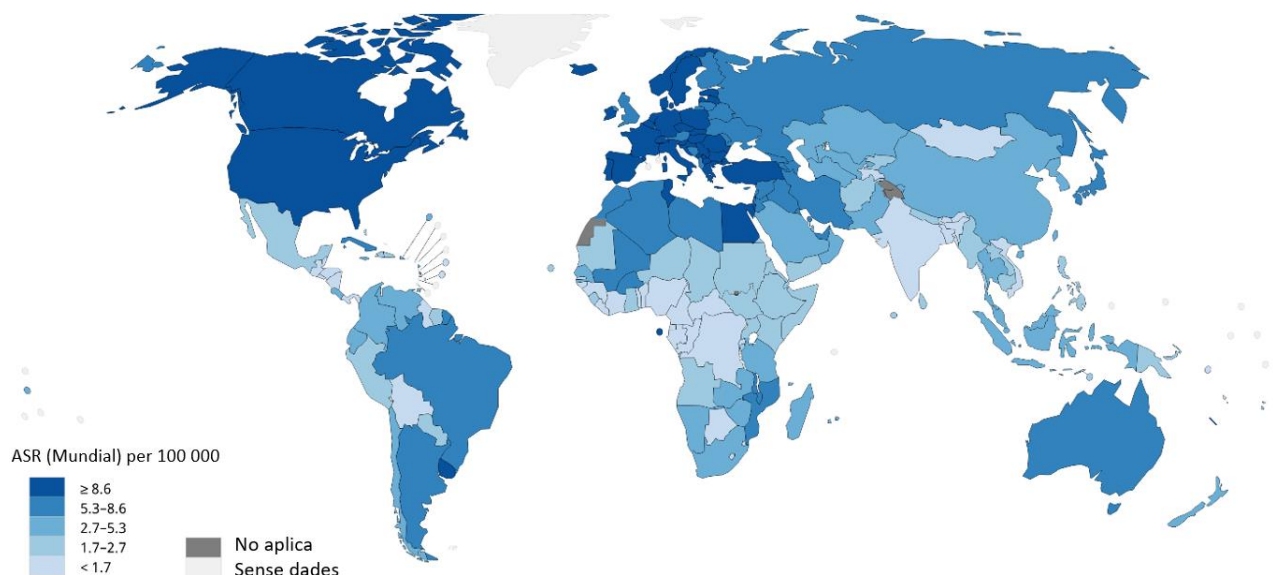 ASR (Mundial) per 100 000
≥ 8.6
5.3–8.6
2.7–5.3
1.7–2.7
< 1.7
No aplica
Sense dades